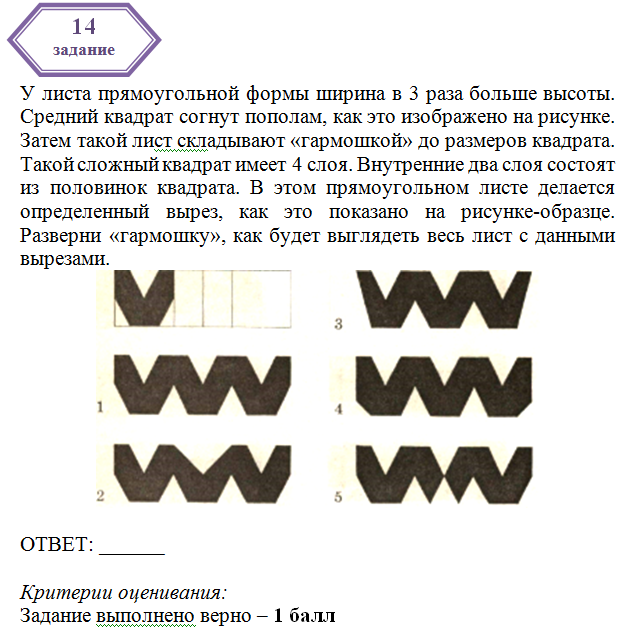 14
задание
У листа прямоугольной формы ширина в 3 раза больше высоты.
Средний квадрат согнут пополам, как это изображено на рисунке.
Затем такой лист складывают «гармошкой» до размеров квадрата.
Такой сложный квадрат имеет 4 слоя. Внутренние два слоя состоят
из половинок квадрата. В этом прямоугольном листе делается
определенный вырез, как это показано на рисунке-образце.
Разверни «гармошку», как будет выглядеть весь лист с данными
вырезами.
3
1
4
2
5
ОТВЕТ: ______
Критерии оценивания:
Задание выполнено верно – 1 балл